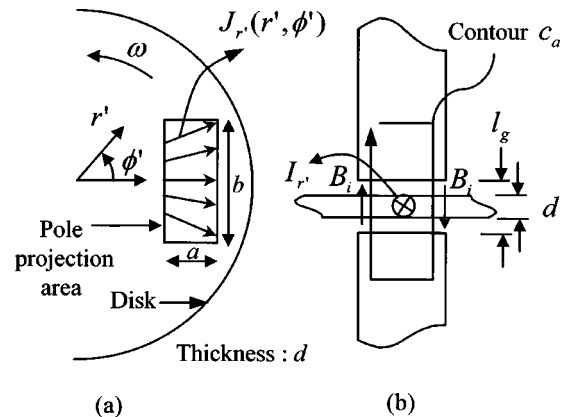 J_{r'}(r', ϕ')
ω
r'
ϕ'
b
a
Pole
projection
area
Disk
Thickness : d
(a)
Contour c_a
l_g
I_{r'}
B_i
B_i
d
(b)